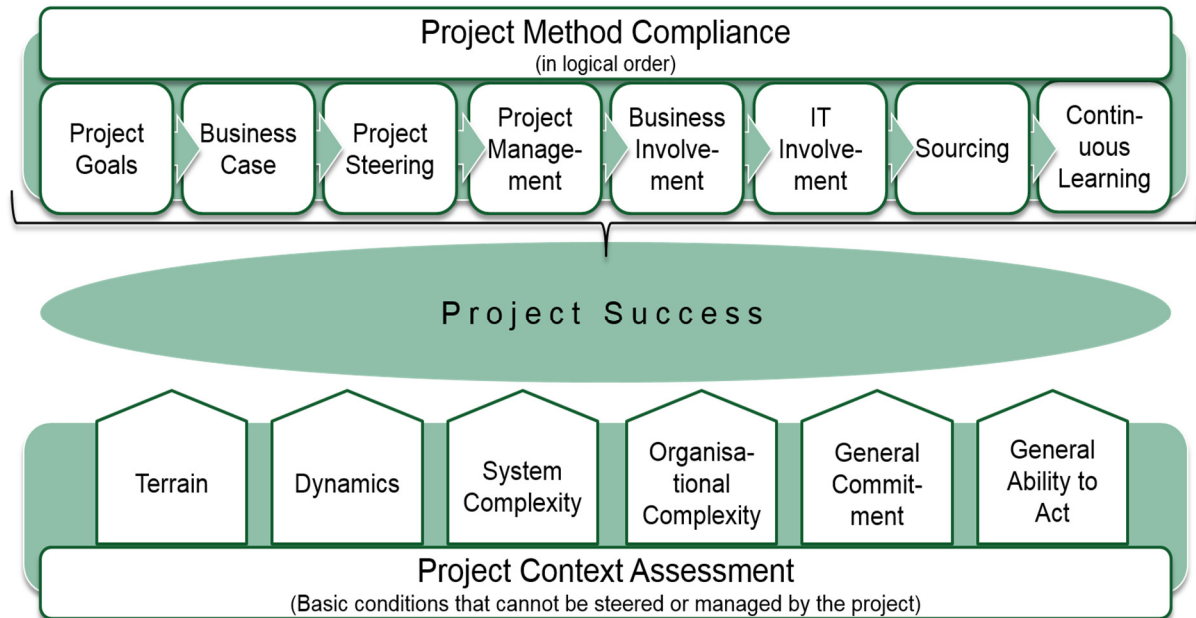 Project Method Compliance
(in logical order)
Project
Goals
Business
Case
Project
Steering
Project
Manage-
ment
Business
Involve-
ment
IT
Involve-
ment
Sourcing
Contin-
uous
Learning
Project Success
Terrain
Dynamics
System
Complexity
Organisa-
tional
Complexity
General
Commit-
ment
General
Ability to
Act
Project Context Assessment
(Basic conditions that cannot be steered or managed by the project)